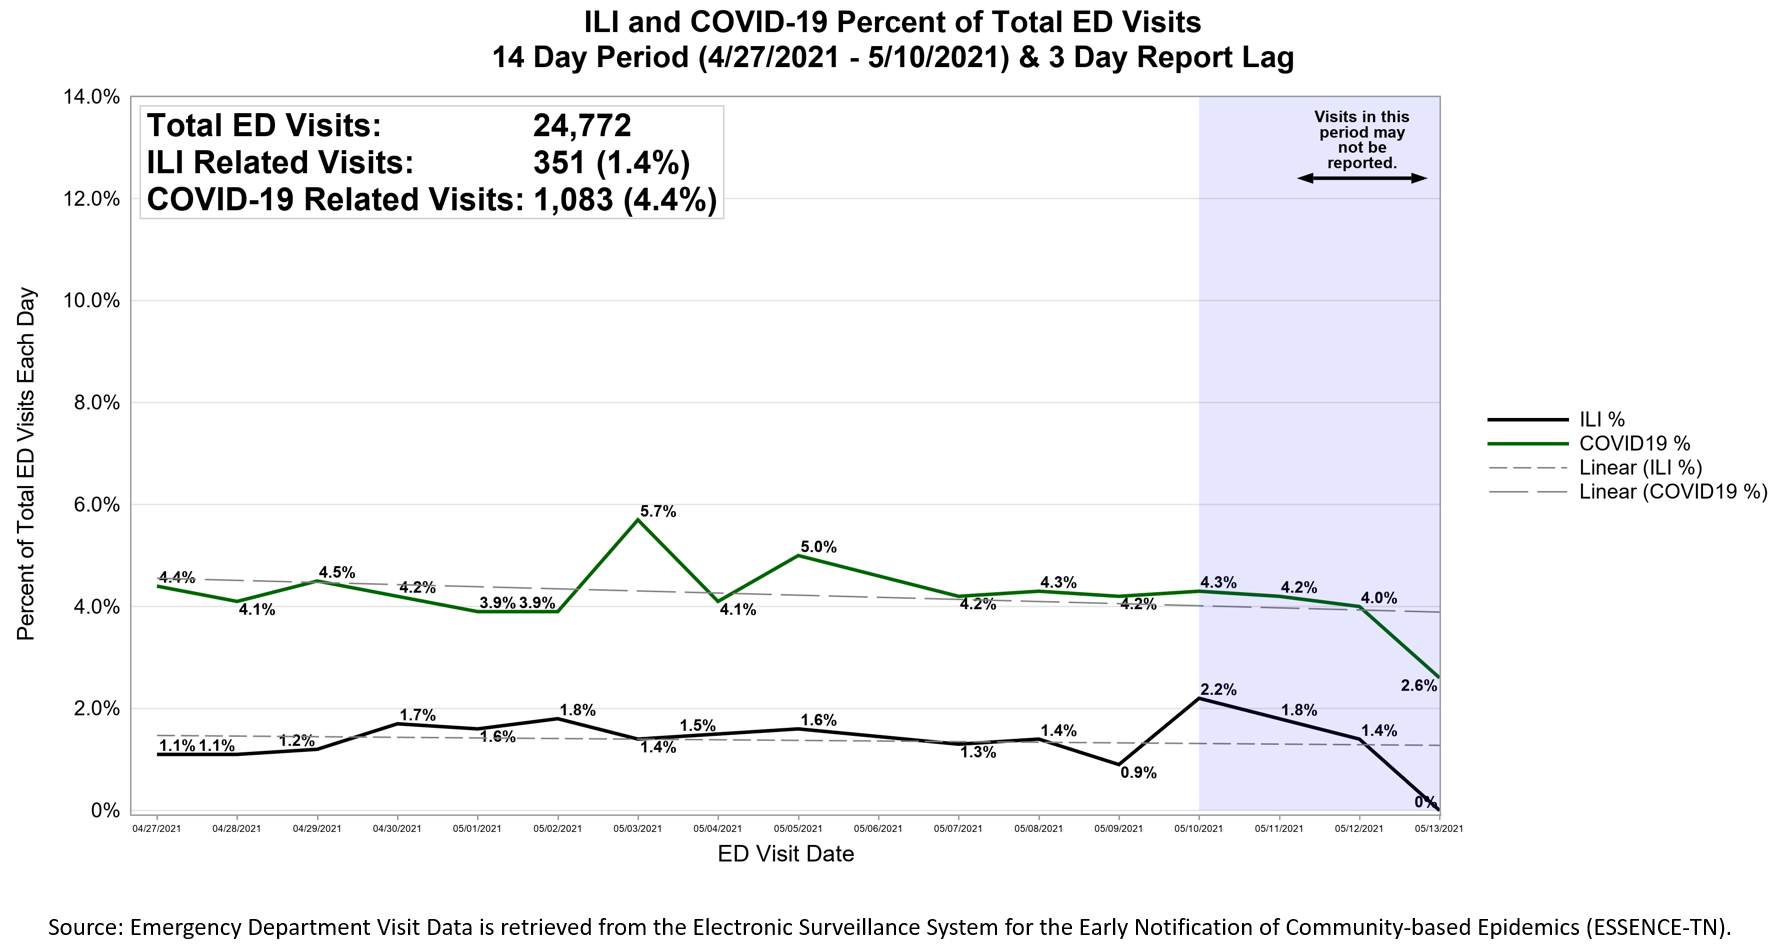 ILI and COVID-19 Percent of Total ED Visits
14 Day Period (4/27/2021 - 5/10/2021) & 3 Day Report Lag
14.0%
12.0%
10.0%
8.0%
6.0%
4.0%
2.0%
0%
Percent of Total ED Visits Each Day
Total ED Visits: 24,772
ILI Related Visits: 351 (1.4%)
COVID-19 Related Visits: 1,083 (4.4%)
Visits in this
period may
not be
reported.
4.4% 4.1% 4.5% 4.2% 3.9% 3.9% 5.7% 4.1% 5.0% 4.2% 4.3% 4.2% 4.3% 4.2% 4.0% 2.6%
1.1% 1.1% 1.2% 1.7% 1.6% 1.8% 1.4% 1.5% 1.6% 1.3% 1.4% 0.9% 2.2% 1.8% 1.4% 0%
04/27/2021 04/28/2021 04/29/2021 04/30/2021 05/01/2021 05/02/2021 05/03/2021 05/04/2021 05/05/2021 05/06/2021 05/07/2021 05/08/2021 05/09/2021 05/10/2021 05/11/2021 05/12/2021 05/13/2021
ED Visit Date
ILI %
COVID19 %
Linear (ILI %)
Linear (COVID19 %)
Source: Emergency Department Visit Data is retrieved from the Electronic Surveillance System for the Early Notification of Community-based Epidemics (ESSENCE-TN).